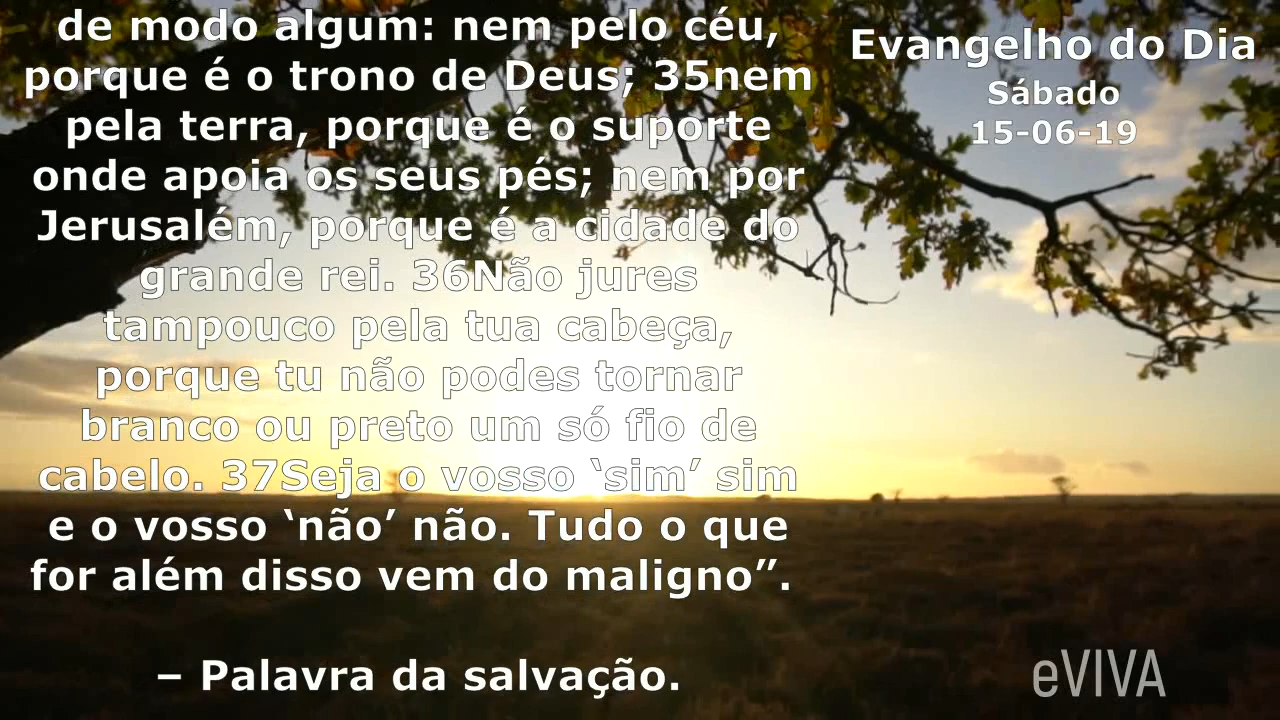 de modo algum: nem pelo céu,
porque é o trono de Deus; 35nem
pela terra, porque é o suporte
onde apoia os seus pés; nem por
Jerusalém, porque é a cidade do
grande rei. 36Não jures
tampouco pela tua cabeça,
porque tu não podes tornar
branco ou preto um só fio de
cabelo. 37Seja o vosso ‘sim’ sim
e o vosso ‘não’ não. Tudo o que
for além disso vem do maligno”.
– Palavra da salvação.
Evangelho do Dia
Sábado
15-06-19
eVIVA